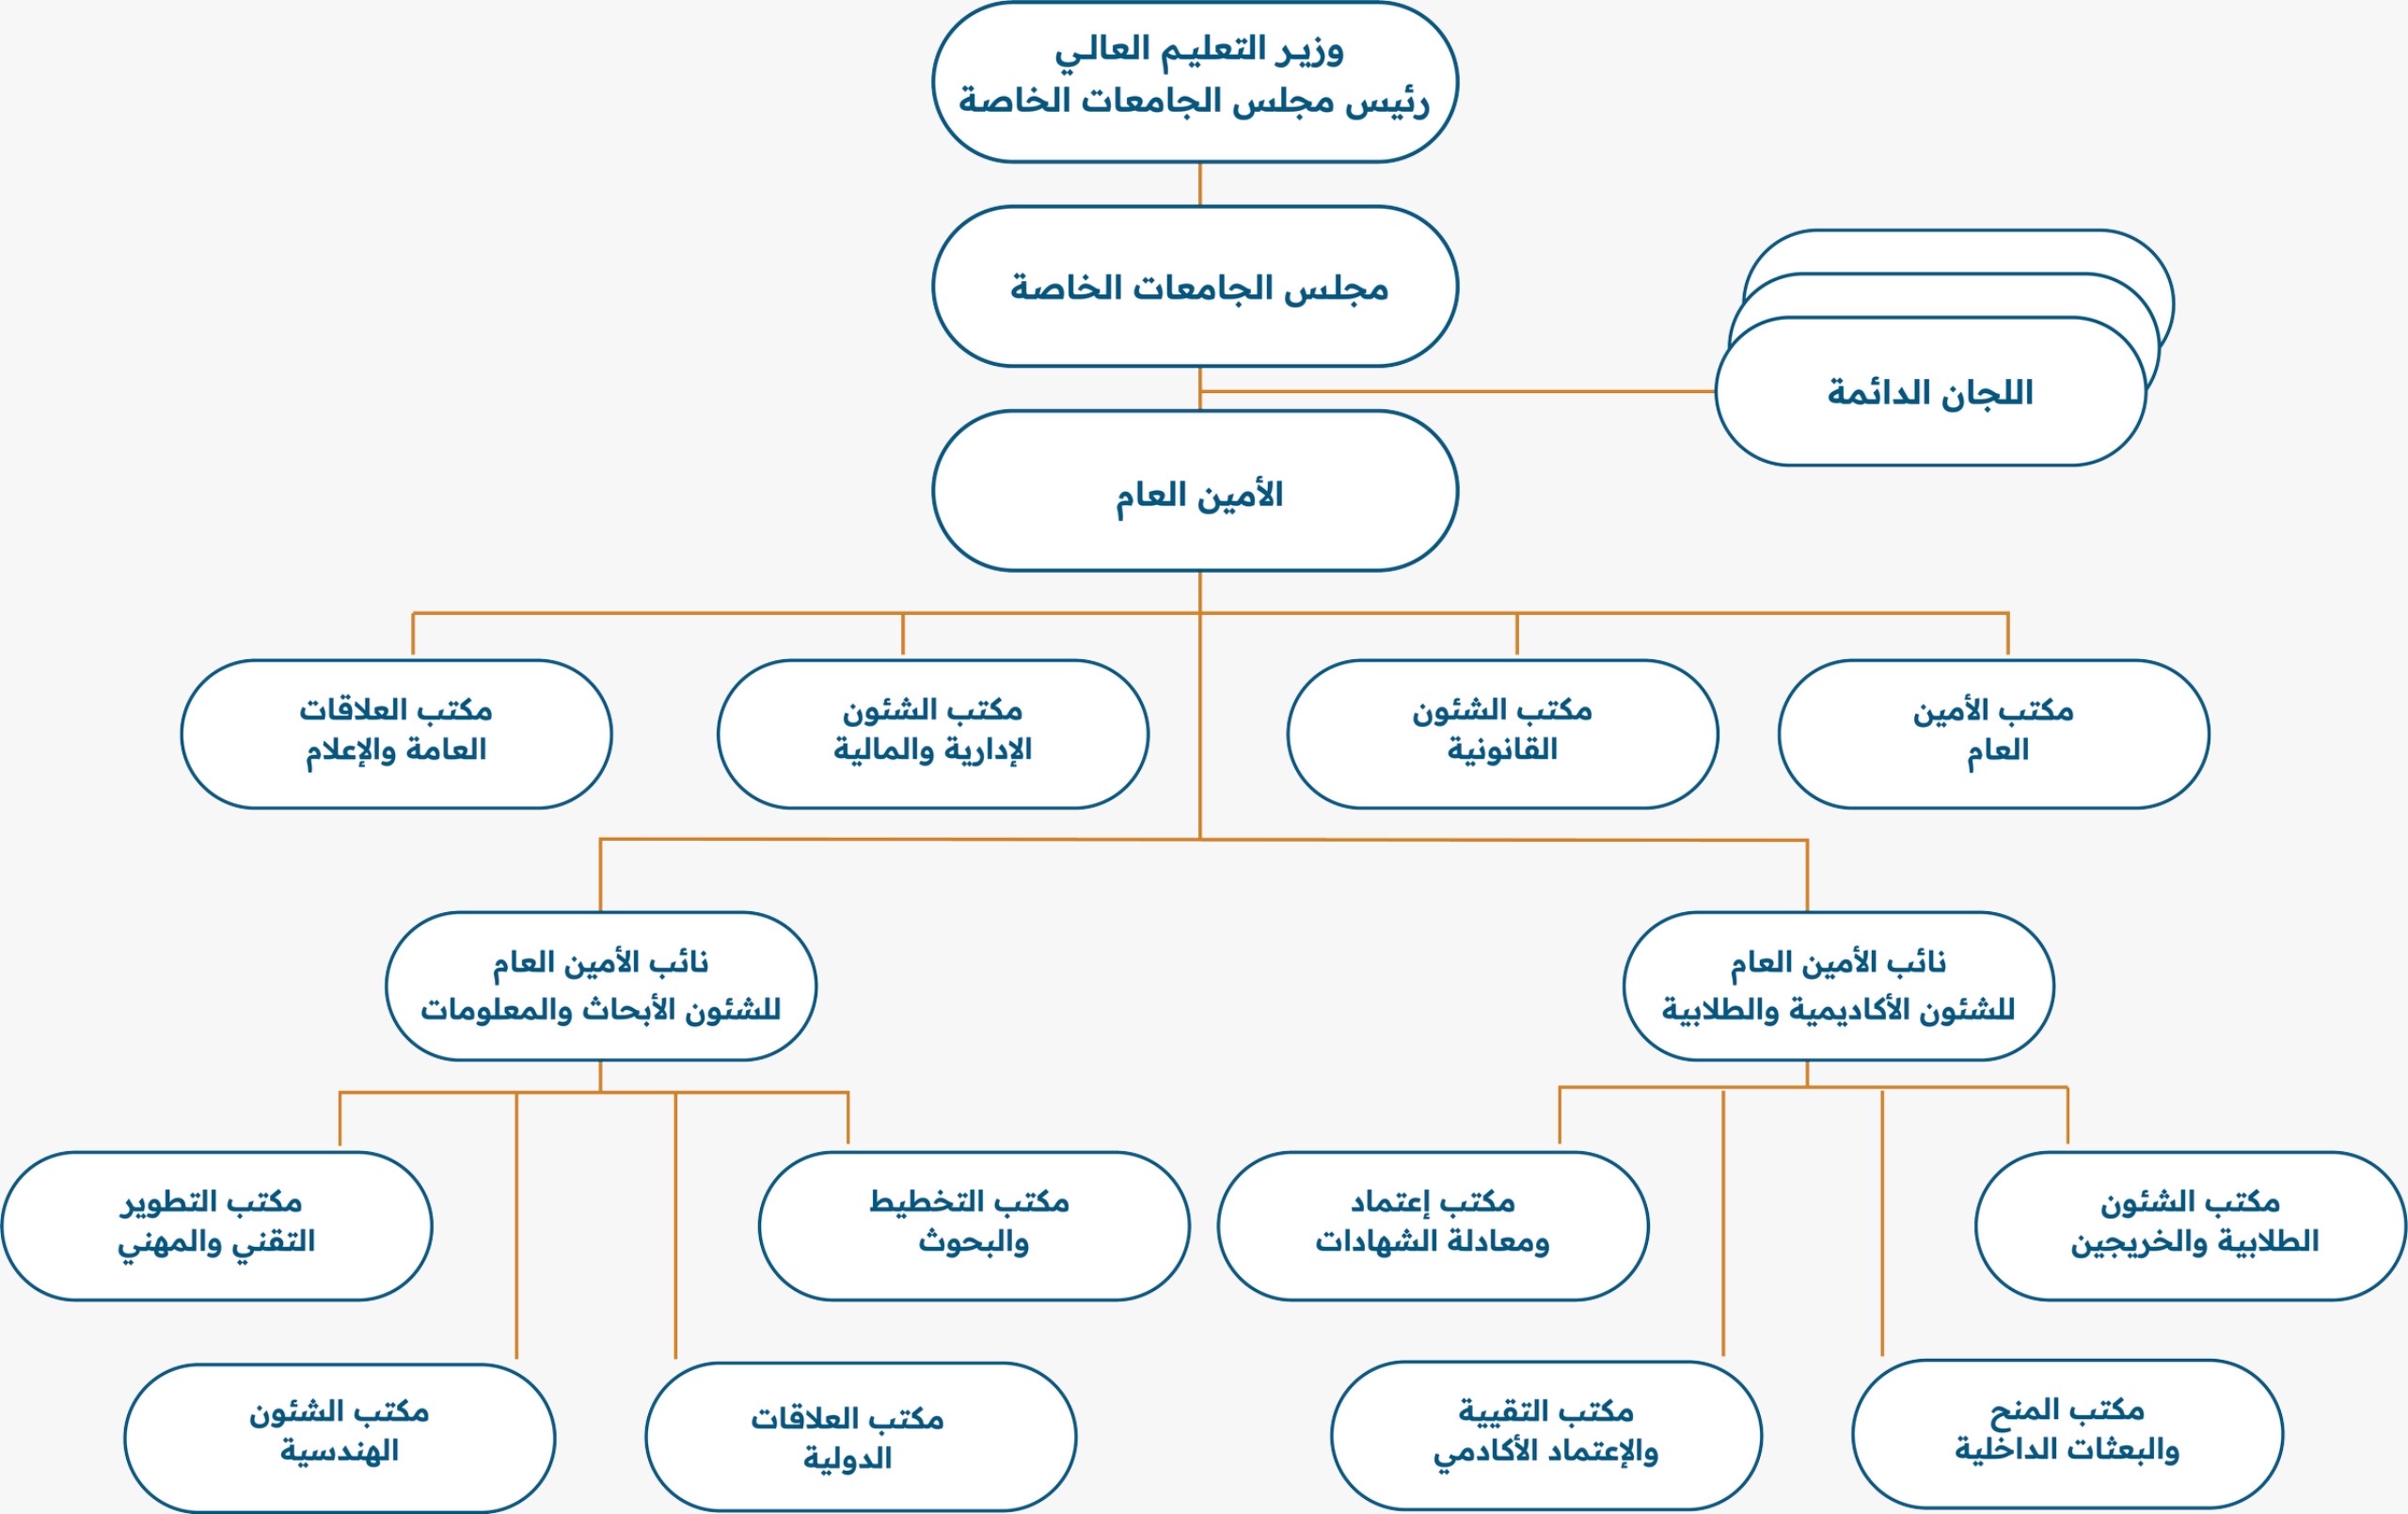 وزير التعليم العالي
رئيس مجلس الجامعات الخاصة
مجلس الجامعات الخاصة
اللجان الدائمة
الأمين العام
مكتب الأمين
العام
مكتب الشئون
القانونية
مكتب الشئون
الإدارية والمالية
مكتب العلاقات
العامة والإعلام
نائب الأمين العام
للشئون الأكاديمية والطلابية
نائب الأمين العام
للشئون الأبحاث والمعلومات
مكتب الشئون
الطلابية والخريجين
مكتب إعتماد
ومعادلة الشهادات
مكتب التخطيط
والبحوث
مكتب التطوير
التقني والمهني
مكتب المنح
والبعثات الداخلية
مكتب التقيية
والإعتماد الأكادمي
مكتب العلاقات
الدولية
مكتب الشئون
الهندسية